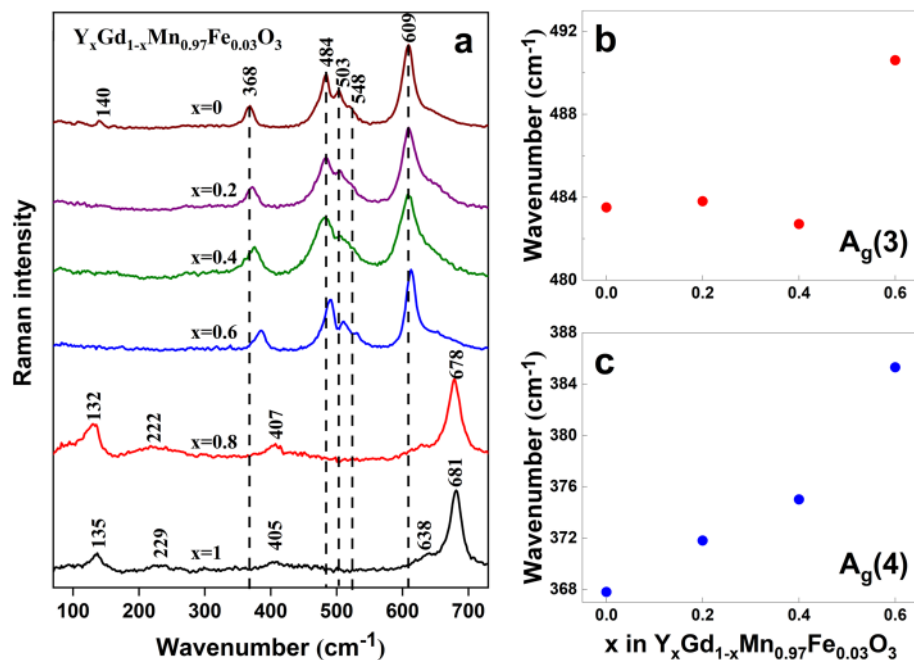 YₓGd₁₋ₓMn₀.₉₇Fe₀.₀₃O₃
a
140
368
484
503
548
609
x=0
x=0.2
x=0.4
x=0.6
132
222
407
678
x=0.8
135
229
405
638
681
x=1
Raman intensity
100 200 300 400 500 600 700
Wavenumber (cm⁻¹)
b
Wavenumber (cm⁻¹)
492
488
484
480
0.0 0.2 0.4 0.6
A_g(3)
c
Wavenumber (cm⁻¹)
388
384
380
376
372
368
0.0 0.2 0.4 0.6
A_g(4)
x in YₓGd₁₋ₓMn₀.₉₇Fe₀.₀₃O₃